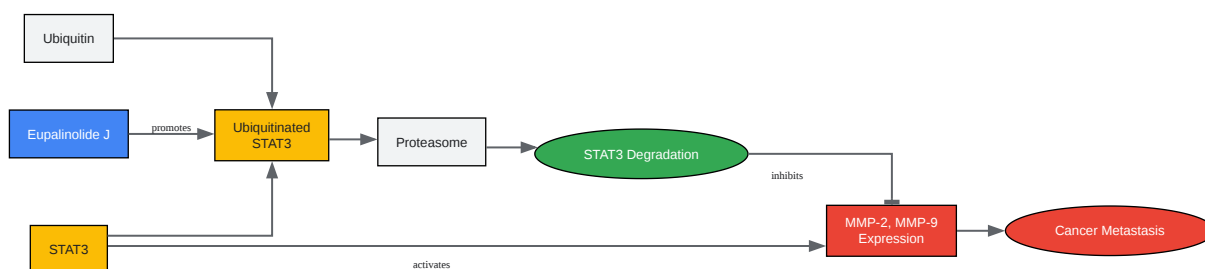 Ubiquitin
Eupalinolide J
promotes
Ubiquitinated
STAT3
Proteasome
STAT3 Degradation
inhibits
STAT3
activates
MMP-2, MMP-9
Expression
Cancer Metastasis